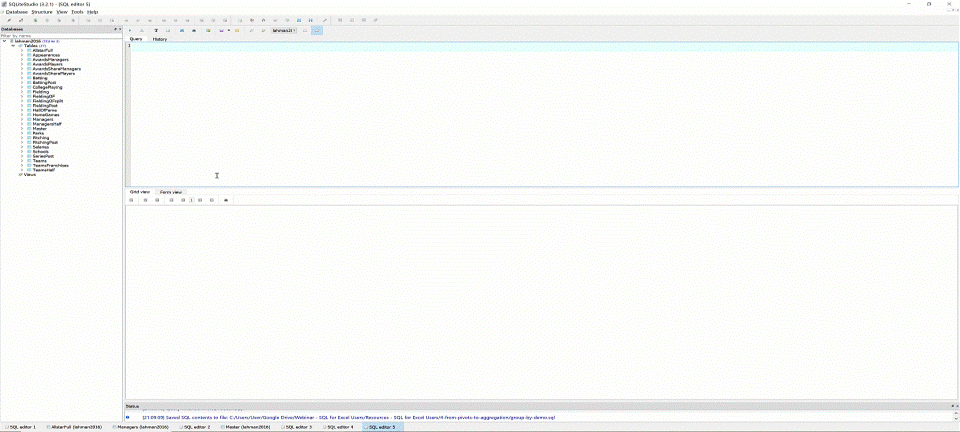 SQLiteStudio (3.2.1) - [SQL editor 5]
Database Structure View Tools Help
Databases
Filter by name
lahman2016
Query History
1
Tables
AllstarFull
Appearances
AwardsManagers
AwardsPlayers
AwardsShareManagers
AwardsSharePlayers
Batting
BattingPost
CollegePlaying
Fielding
FieldingOF
FieldingOFsplit
FieldingPost
HallOfFame
HomeGames
Managers
ManagersHalf
Master
Parks
Pitching
PitchingPost
Salaries
Schools
SeriesPost
Teams
TeamsFranchises
TeamsHalf
Views
Grid view Form view
1
Status
[21:09:09] Saved SQL contents to file: C:/Users/User/Google Drive/Webinar - SQL for Excel Users/Resources - SQL for Excel Users/4-from-pivots-to-aggregation/group-by-demo.sql
SQL editor 1 AllstarFull (lahman2016) Managers (lahman2016) SQL editor 2 Master (lahman2016) SQL editor 3 SQL editor 4 SQL editor 5